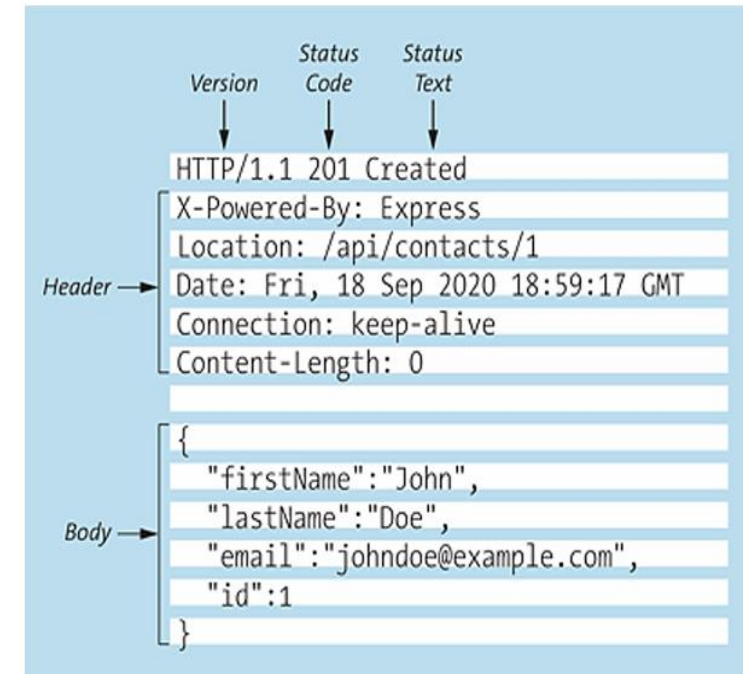 Status Status
Version Code Text
HTTP/1.1 201 Created
X-Powered-By: Express
Location: /api/contacts/1
Header Date: Fri, 18 Sep 2020 18:59:17 GMT
Connection: keep-alive
Content-Length: 0
{
"firstName":"John",
"lastName":"Doe",
Body "email":"johndoe@example.com",
"id":1
}